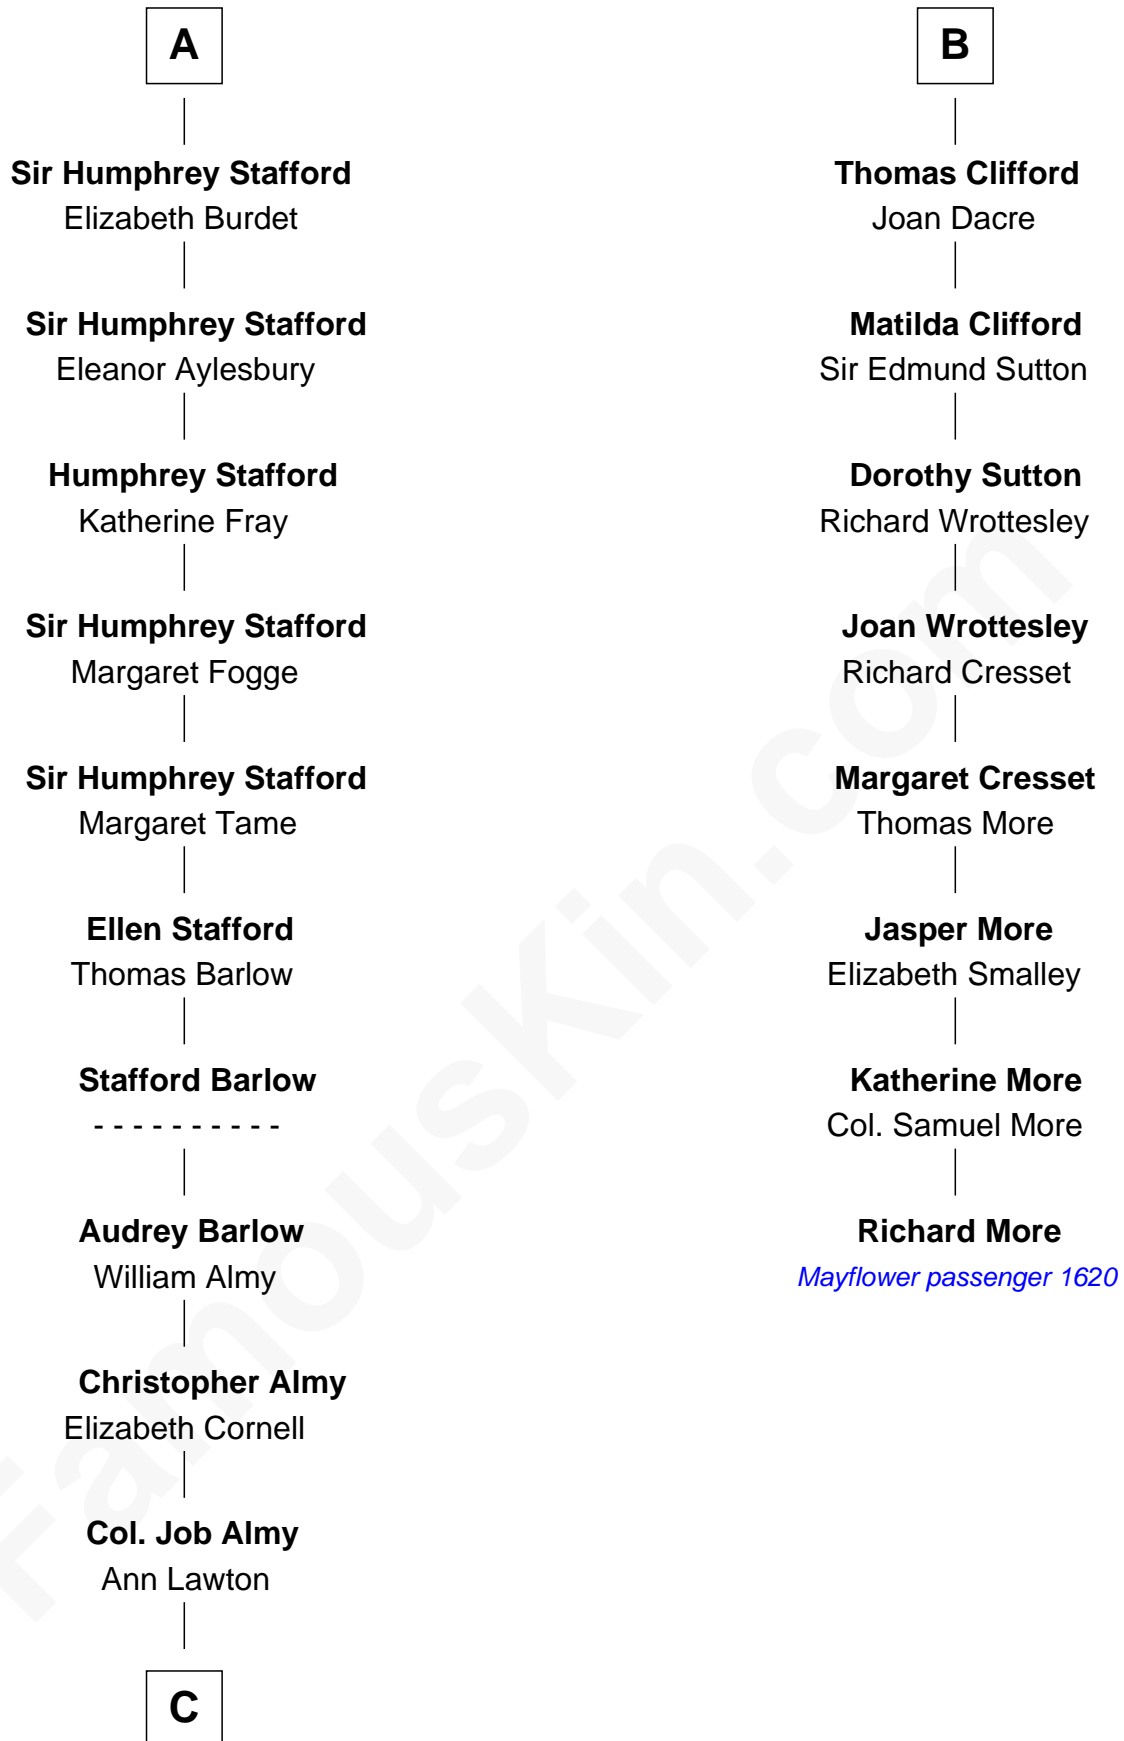 A
Sir Humphrey Stafford
Elizabeth Burdet
Sir Humphrey Stafford
Eleanor Aylesbury
Humphrey Stafford
Katherine Fray
Sir Humphrey Stafford
Margaret Fogge
Sir Humphrey Stafford
Margaret Tame
Ellen Stafford
Thomas Barlow
Stafford Barlow
- - - - - - - - - -
Audrey Barlow
William Almy
Christopher Almy
Elizabeth Cornell
Col. Job Almy
Ann Lawton
C
B
Thomas Clifford
Joan Dacre
Matilda Clifford
Sir Edmund Sutton
Dorothy Sutton
Richard Wrottesley
Joan Wrottesley
Richard Cresset
Margaret Cresset
Thomas More
Jasper More
Elizabeth Smalley
Katherine More
Col. Samuel More
Richard More
Mayflower passenger 1620
FamousKin.com